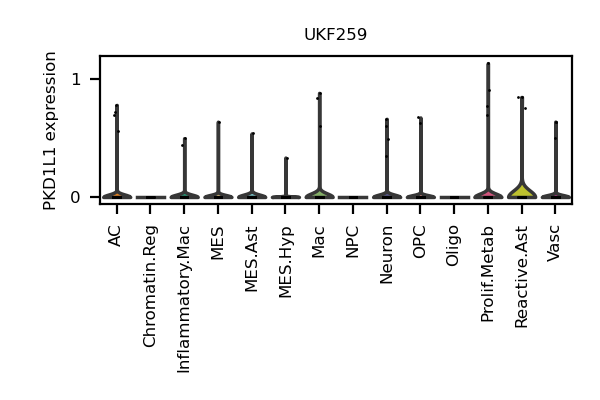 UKF259
PKD1L1 expression
1
0
AC
Chromatin.Reg
Inflammatory.Mac
MES
MES.Ast
MES.Hyp
Mac
NPC
Neuron
OPC
Oligo
Prolif.Metab
Reactive.Ast
Vasc